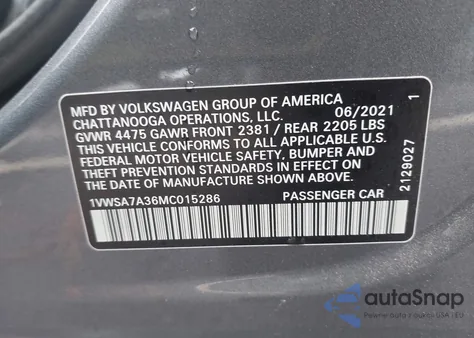 MFD BY VOLKSWAGEN GROUP OF AMERICA
CHATTANOOGA OPERATIONS, LLC. 06/2021 1
GVWR 4475 GAWR FRONT 2381 / REAR 2205 LBS
THIS VEHICLE CONFORMS TO ALL APPLICABLE U.S.
FEDERAL MOTOR VEHICLE SAFETY, BUMPER AND
THEFT PREVENTION STANDARDS IN EFFECT ON
THE DATE OF MANUFACTURE SHOWN ABOVE.
1VWSA7A36MC015286 PASSENGER CAR
2129027
autoSnap